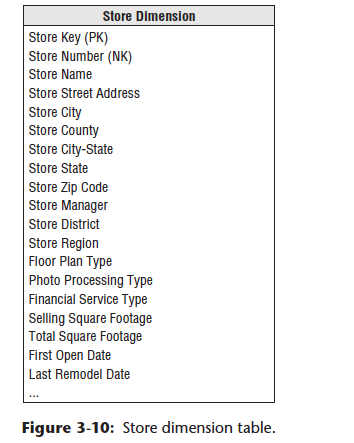 Store Dimension
Store Key (PK)
Store Number (NK)
Store Name
Store Street Address
Store City
Store County
Store City-State
Store State
Store Zip Code
Store Manager
Store District
Store Region
Floor Plan Type
Photo Processing Type
Financial Service Type
Selling Square Footage
Total Square Footage
First Open Date
Last Remodel Date
...
Figure 3-10: Store dimension table.